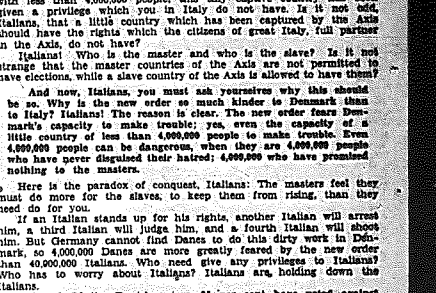 with less than 4,000,000 people,
given a privilege which you in Italy do not have. Is it not odd,
Italians, that a little country which has been captured by the Axis
should have the rights which the citizens of great Italy, full partner
in the Axis, do not have?
Italians! Who is the master and who is the slave? Is it not
strange that the master countries of the Axis are not permitted to
have elections, while a slave country of the Axis is allowed to have them?
And now, Italians, you must ask yourselves why this should
be so. Why is the new order so much kinder to Denmark than
to Italy? Italians! The reason is clear. The new order fears Den-
mark's capacity to make trouble; yes, even the capacity of a
little country of less than 4,000,000 people to make trouble. Even
4,000,000 people can be dangerous, when they are 4,000,000 people
who have never disguised their hatred; 4,000,000 who have promised
nothing to the masters.
Here is the paradox of conquest, Italians: The masters feel they
must do more for the slaves, to keep them from rising, than they
need do for you.
If an Italian stands up for his rights, another Italian will arrest
him, a third Italian will judge him, and a fourth Italian will shoot
him. But Germany cannot find Danes to do this dirty work in Den-
mark, so 4,000,000 Danes are more greatly feared by the new order
than 40,000,000 Italians. Who need give any privileges to Italians?
Who has to worry about Italians? Italians are holding down the
Italians.